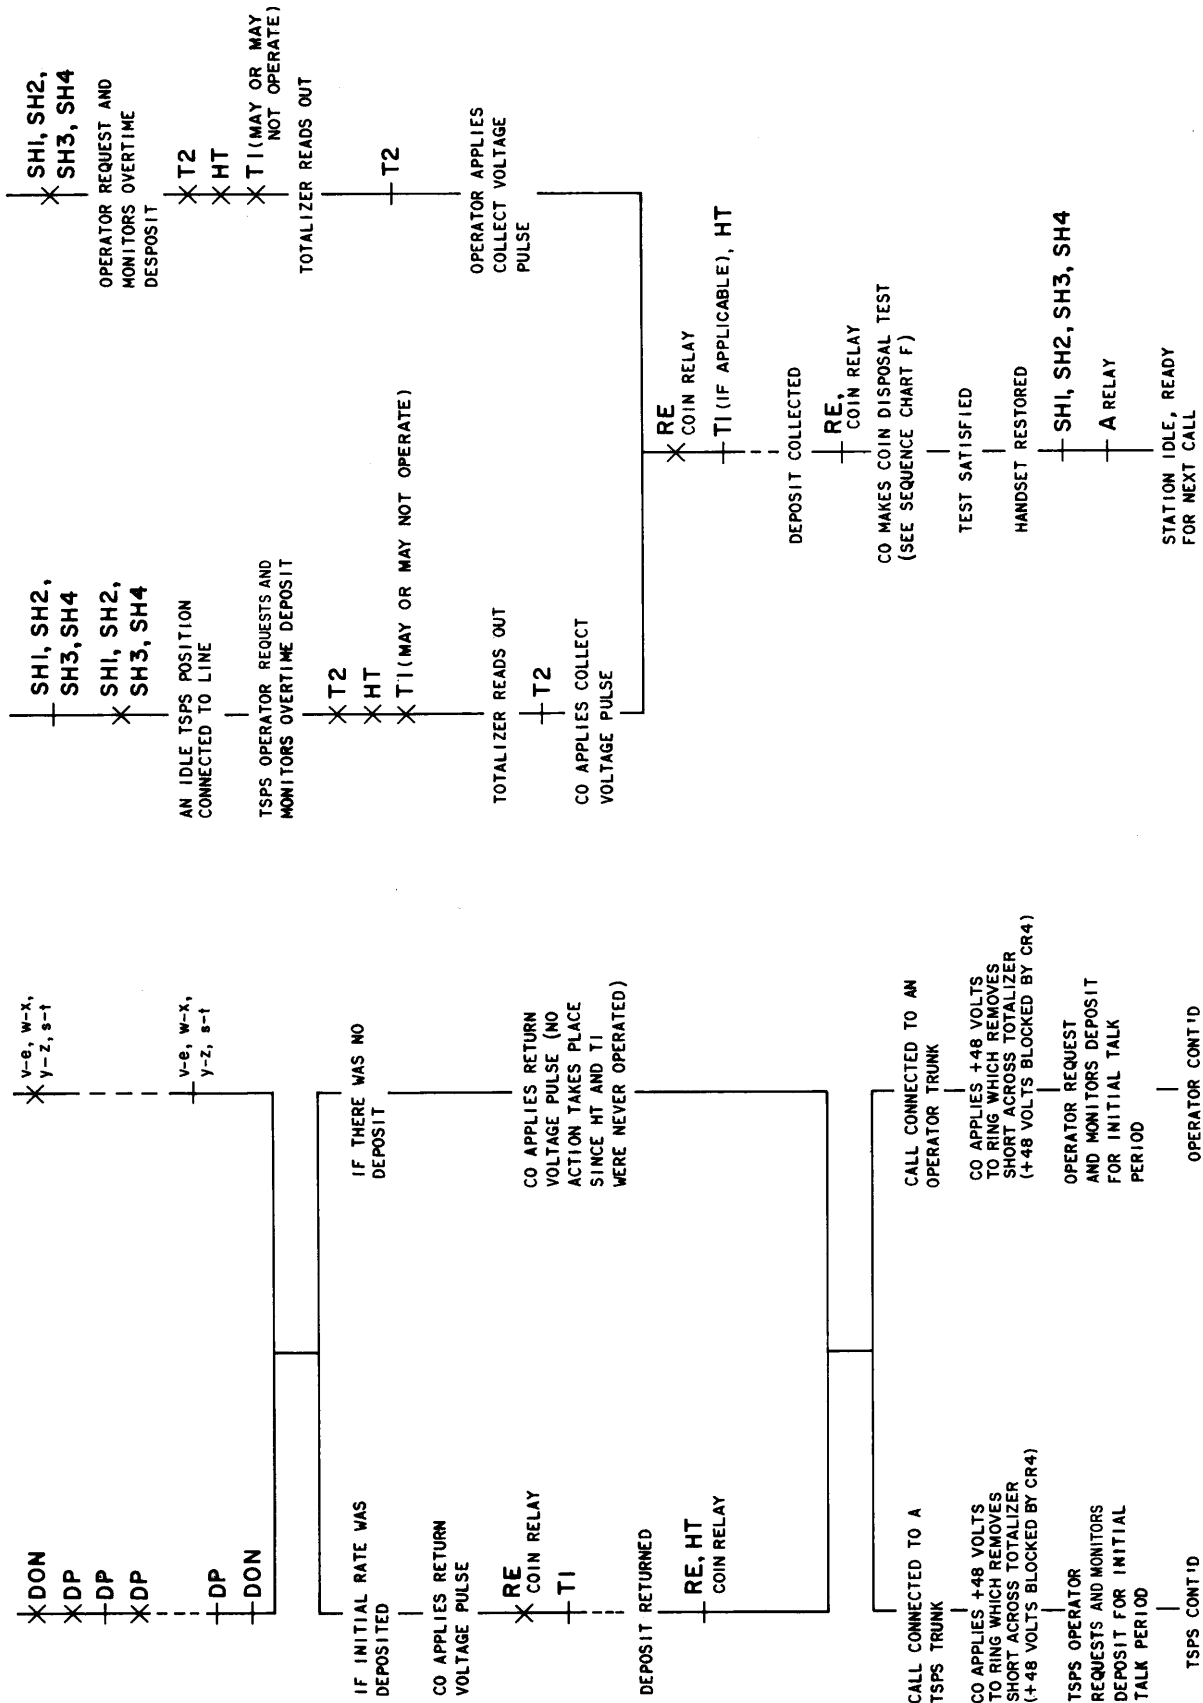 DON
DP
DP
DP
DP
DON
IF INITIAL RATE WAS
DEPOSITED
CO APPLIES RETURN
VOLTAGE PULSE
RE
COIN RELAY
T1
DEPOSIT RETURNED
RE, HT
COIN RELAY
CALL CONNECTED TO A
TSPS TRUNK
CO APPLIES +48 VOLTS
TO RING WHICH REMOVES
SHORT ACROSS TOTALIZER
(+48 VOLTS BLOCKED BY CR4)
TSPS OPERATOR
REQUESTS AND MONITORS
DEPOSIT FOR INITIAL
TALK PERIOD
TSPS CONT'D
v-e, w-x,
y-z, s-t
v-e, w-x,
y-z, s-t
IF THERE WAS NO
DEPOSIT
CO APPLIES RETURN
VOLTAGE PULSE (NO
ACTION TAKES PLACE
SINCE HT AND T1
WERE NEVER OPERATED)
CALL CONNECTED TO AN
OPERATOR TRUNK
CO APPLIES +48 VOLTS
TO RING WHICH REMOVES
SHORT ACROSS TOTALIZER
(+48 VOLTS BLOCKED BY CR4)
OPERATOR REQUEST
AND MONITORS DEPOSIT
FOR INITIAL TALK
PERIOD
OPERATOR CONT'D
SH1, SH2,
SH3, SH4
SH1, SH2,
SH3, SH4
AN IDLE TSPS POSITION
CONNECTED TO LINE
TSPS OPERATOR REQUESTS AND
MONITORS OVERTIME DEPOSIT
T2
HT
T1 (MAY OR MAY NOT OPERATE)
TOTALIZER READS OUT
T2
CO APPLIES COLLECT
VOLTAGE PULSE
SH1, SH2,
SH3, SH4
OPERATOR REQUEST AND
MONITORS OVERTIME
DESPOSIT
T2
HT
T1 (MAY OR MAY
NOT OPERATE)
TOTALIZER READS OUT
T2
OPERATOR APPLIES
COLLECT VOLTAGE
PULSE
RE
COIN RELAY
T1 (IF APPLICABLE), HT
DEPOSIT COLLECTED
RE,
COIN RELAY
CO MAKES COIN DISPOSAL TEST
(SEE SEQUENCE CHART F)
TEST SATISFIED
HANDSET RESTORED
SH1, SH2, SH3, SH4
A RELAY
STATION IDLE, READY
FOR NEXT CALL